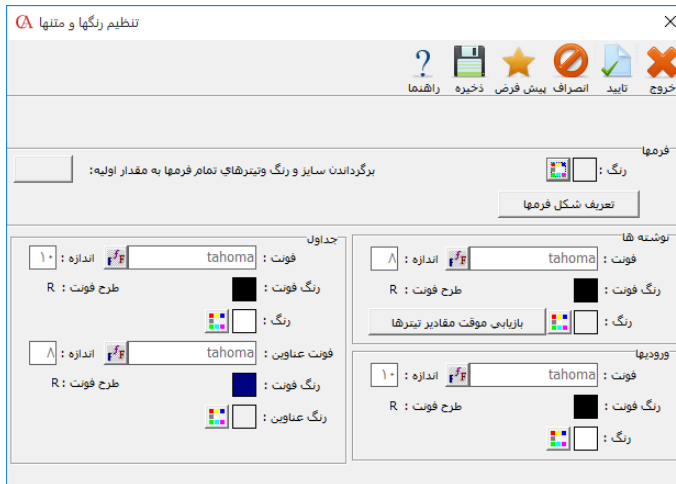 تنظیم رنگها و متنها
خروج تایید انصراف پیش فرض ذخیره راهنما
فرمها
رنگ :
برگرداندن سایز و رنگ وتیترهاي تمام فرمها به مقدار اولیه:
تعریف شکل فرمها
نوشته ها
فونت : tahoma اندازه : ۸
رنگ فونت : طرح فونت : R
رنگ :
بازیابی موقت مقادیر تیترها
ورودیها
فونت : tahoma اندازه : ۱۰
رنگ فونت : طرح فونت : R
رنگ :
جداول
فونت : tahoma اندازه : ۱۰
رنگ فونت : طرح فونت : R
رنگ :
فونت عناوین : tahoma اندازه : ۸
رنگ فونت : طرح فونت : R
رنگ عناوین :